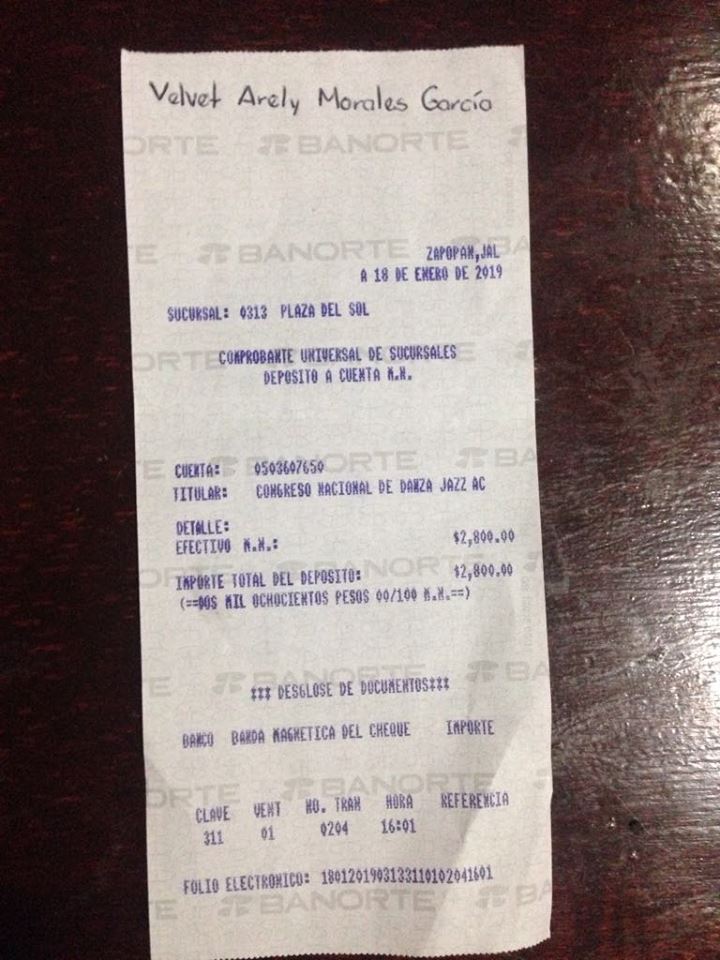 Velvet Arely Morales García
BANORTE
ZAPOPAN,JAL
A 18 DE ENERO DE 2019
SUCURSAL: 0313 PLAZA DEL SOL
COMPROBANTE UNIVERSAL DE SUCURSALES
DEPOSITO A CUENTA M.N.
CUENTA: 0503607650
TITULAR: CONGRESO NACIONAL DE DANZA JAZZ AC
DETALLE:
EFECTIVO M.N.: $2,800.00
IMPORTE TOTAL DEL DEPOSITO: $2,800.00
(==DOS MIL OCHOCIENTOS PESOS 00/100 M.N.==)
*** DESGLOSE DE DOCUMENTOS***
BANCO BANDA MAGNETICA DEL CHEQUE IMPORTE
CLAVE VENT NO. TRAN HORA REFERENCIA
311 01 0204 16:01
FOLIO ELECTRONICO: 1801201903133110102041601